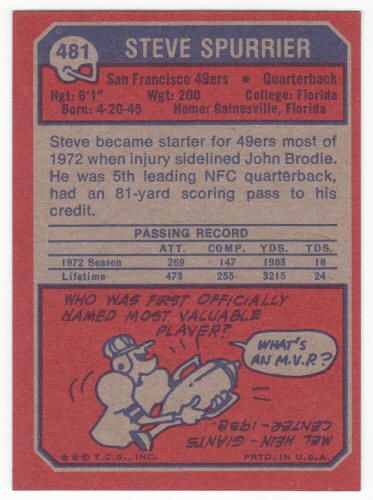 481
STEVE SPURRIER
San Francisco 49ers • Quarterback
Hgt: 6'1" Wgt: 200 College: Florida
Born: 4-20-45 Home: Gainesville, Florida
Steve became starter for 49ers most of
1972 when injury sidelined John Brodie.
He was 5th leading NFC quarterback,
had an 81-yard scoring pass to his
credit.
PASSING RECORD
ATT. COMP. YDS. TDS.
1972 Season 269 147 1983 18
Lifetime 473 255 3215 24
WHO WAS FIRST OFFICIALLY
NAMED MOST VALUABLE
PLAYER?
WHAT'S
AN M.V.P.?
MEL HEIN-GIANTS
CENTER-1938.
**© T.C.G., INC. PRTD. IN U.S.A.